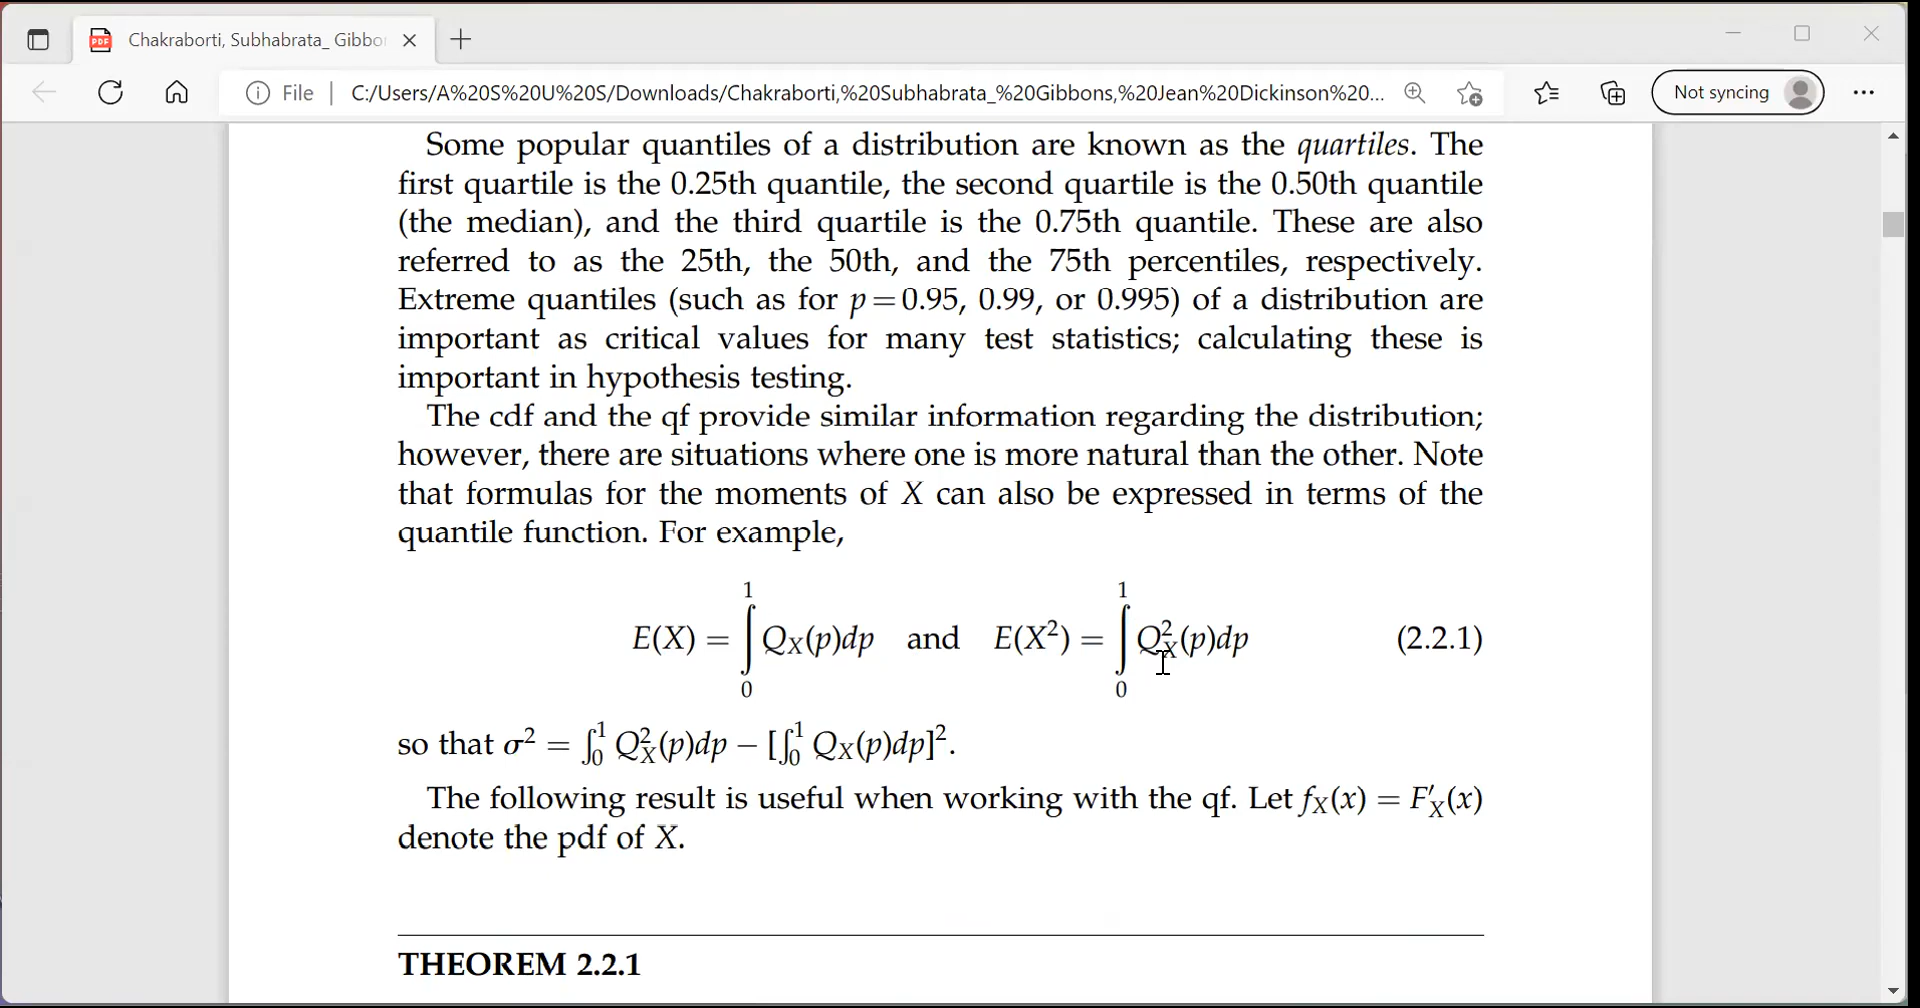 Chakraborti, Subhabrata_ Gibbo
File
C:/Users/A%20S%20U%20S/Downloads/Chakraborti,%20Subhabrata_%20Gibbons,%20Jean%20Dickinson%20...
Not syncing
Some popular quantiles of a distribution are known as the quartiles. The
first quartile is the 0.25th quantile, the second quartile is the 0.50th quantile
(the median), and the third quartile is the 0.75th quantile. These are also
referred to as the 25th, the 50th, and the 75th percentiles, respectively.
Extreme quantiles (such as for p = 0.95, 0.99, or 0.995) of a distribution are
important as critical values for many test statistics; calculating these is
important in hypothesis testing.
The cdf and the qf provide similar information regarding the distribution;
however, there are situations where one is more natural than the other. Note
that formulas for the moments of X can also be expressed in terms of the
quantile function. For example,
E(X) = ∫₀¹ Q_X(p)dp and E(X²) = ∫₀¹ Q²_X(p)dp (2.2.1)
so that σ² = ∫₀¹ Q²_X(p)dp − [∫₀¹ Q_X(p)dp]².
The following result is useful when working with the qf. Let f_X(x) = F′_X(x)
denote the pdf of X.
THEOREM 2.2.1